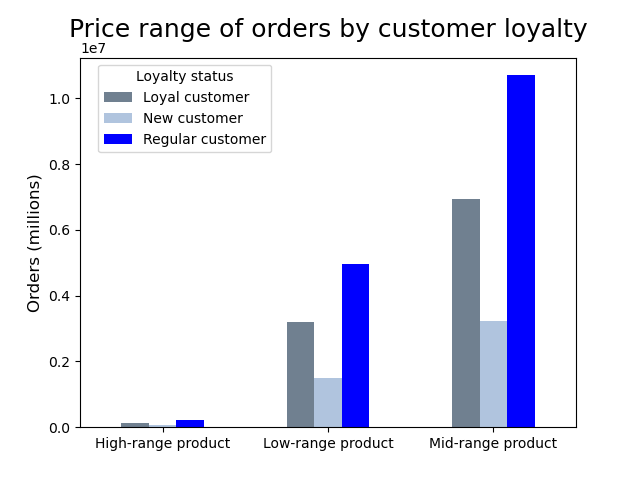 Price range of orders by customer loyalty
1e7
Loyalty status
Loyal customer
New customer
Regular customer
Orders (millions)
1.0
0.8
0.6
0.4
0.2
0.0
High-range product
Low-range product
Mid-range product